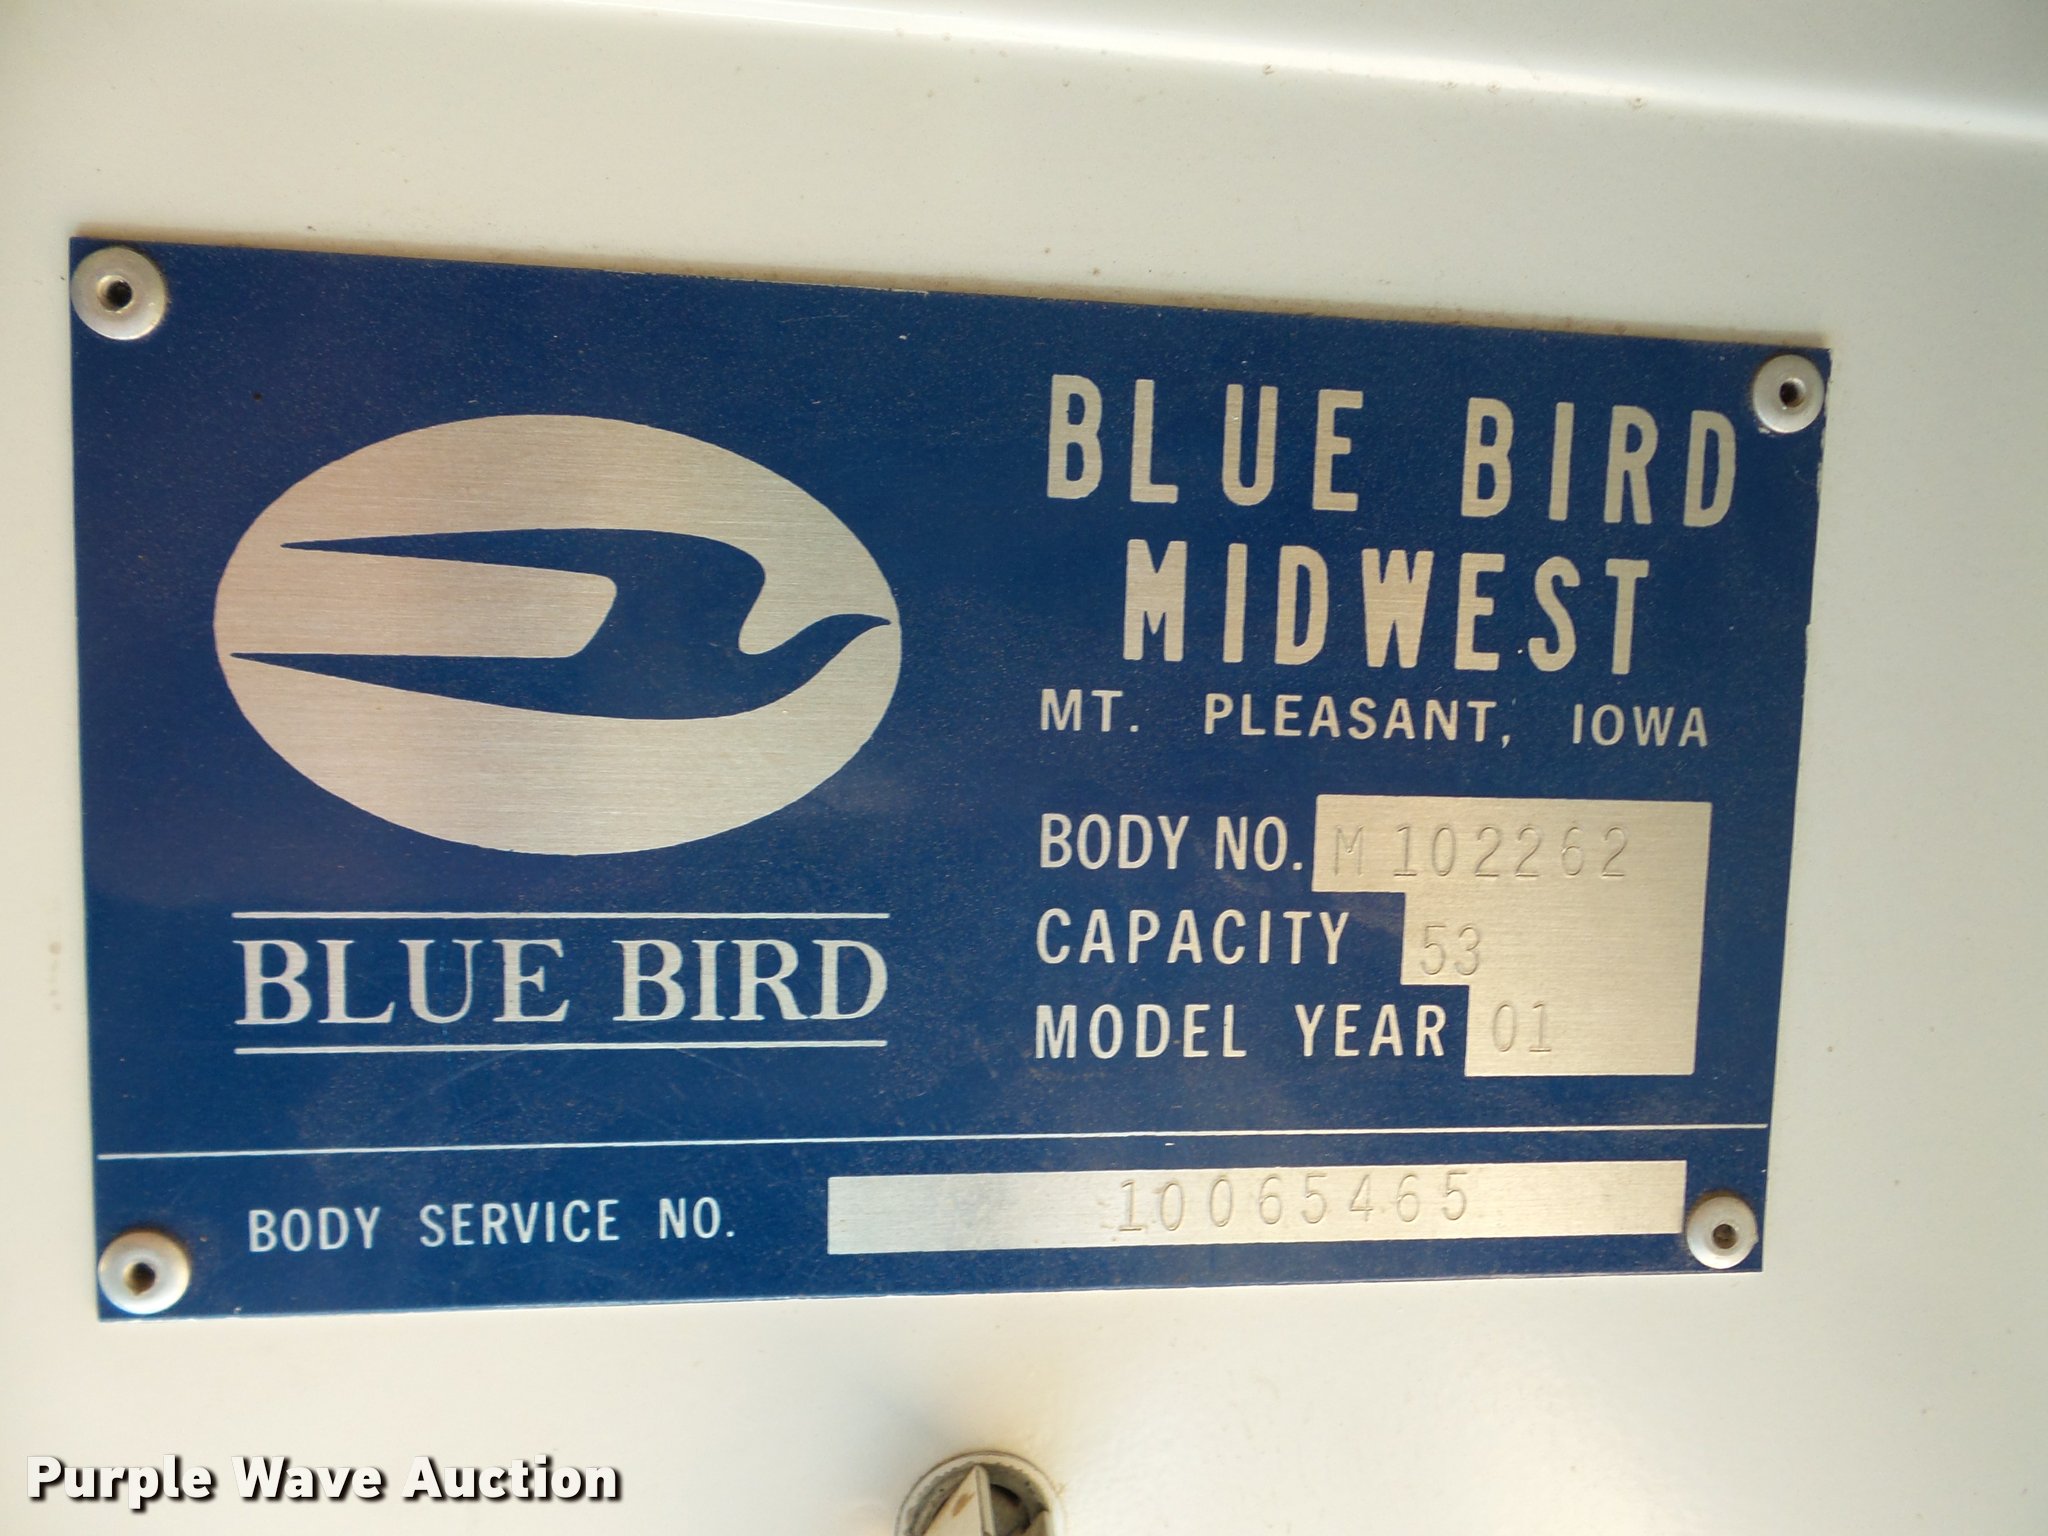 BLUE BIRD
MIDWEST
MT. PLEASANT, IOWA
BODY NO. M102262
CAPACITY 53
MODEL YEAR 01
BLUE BIRD
BODY SERVICE NO. 10065465
Purple Wave Auction